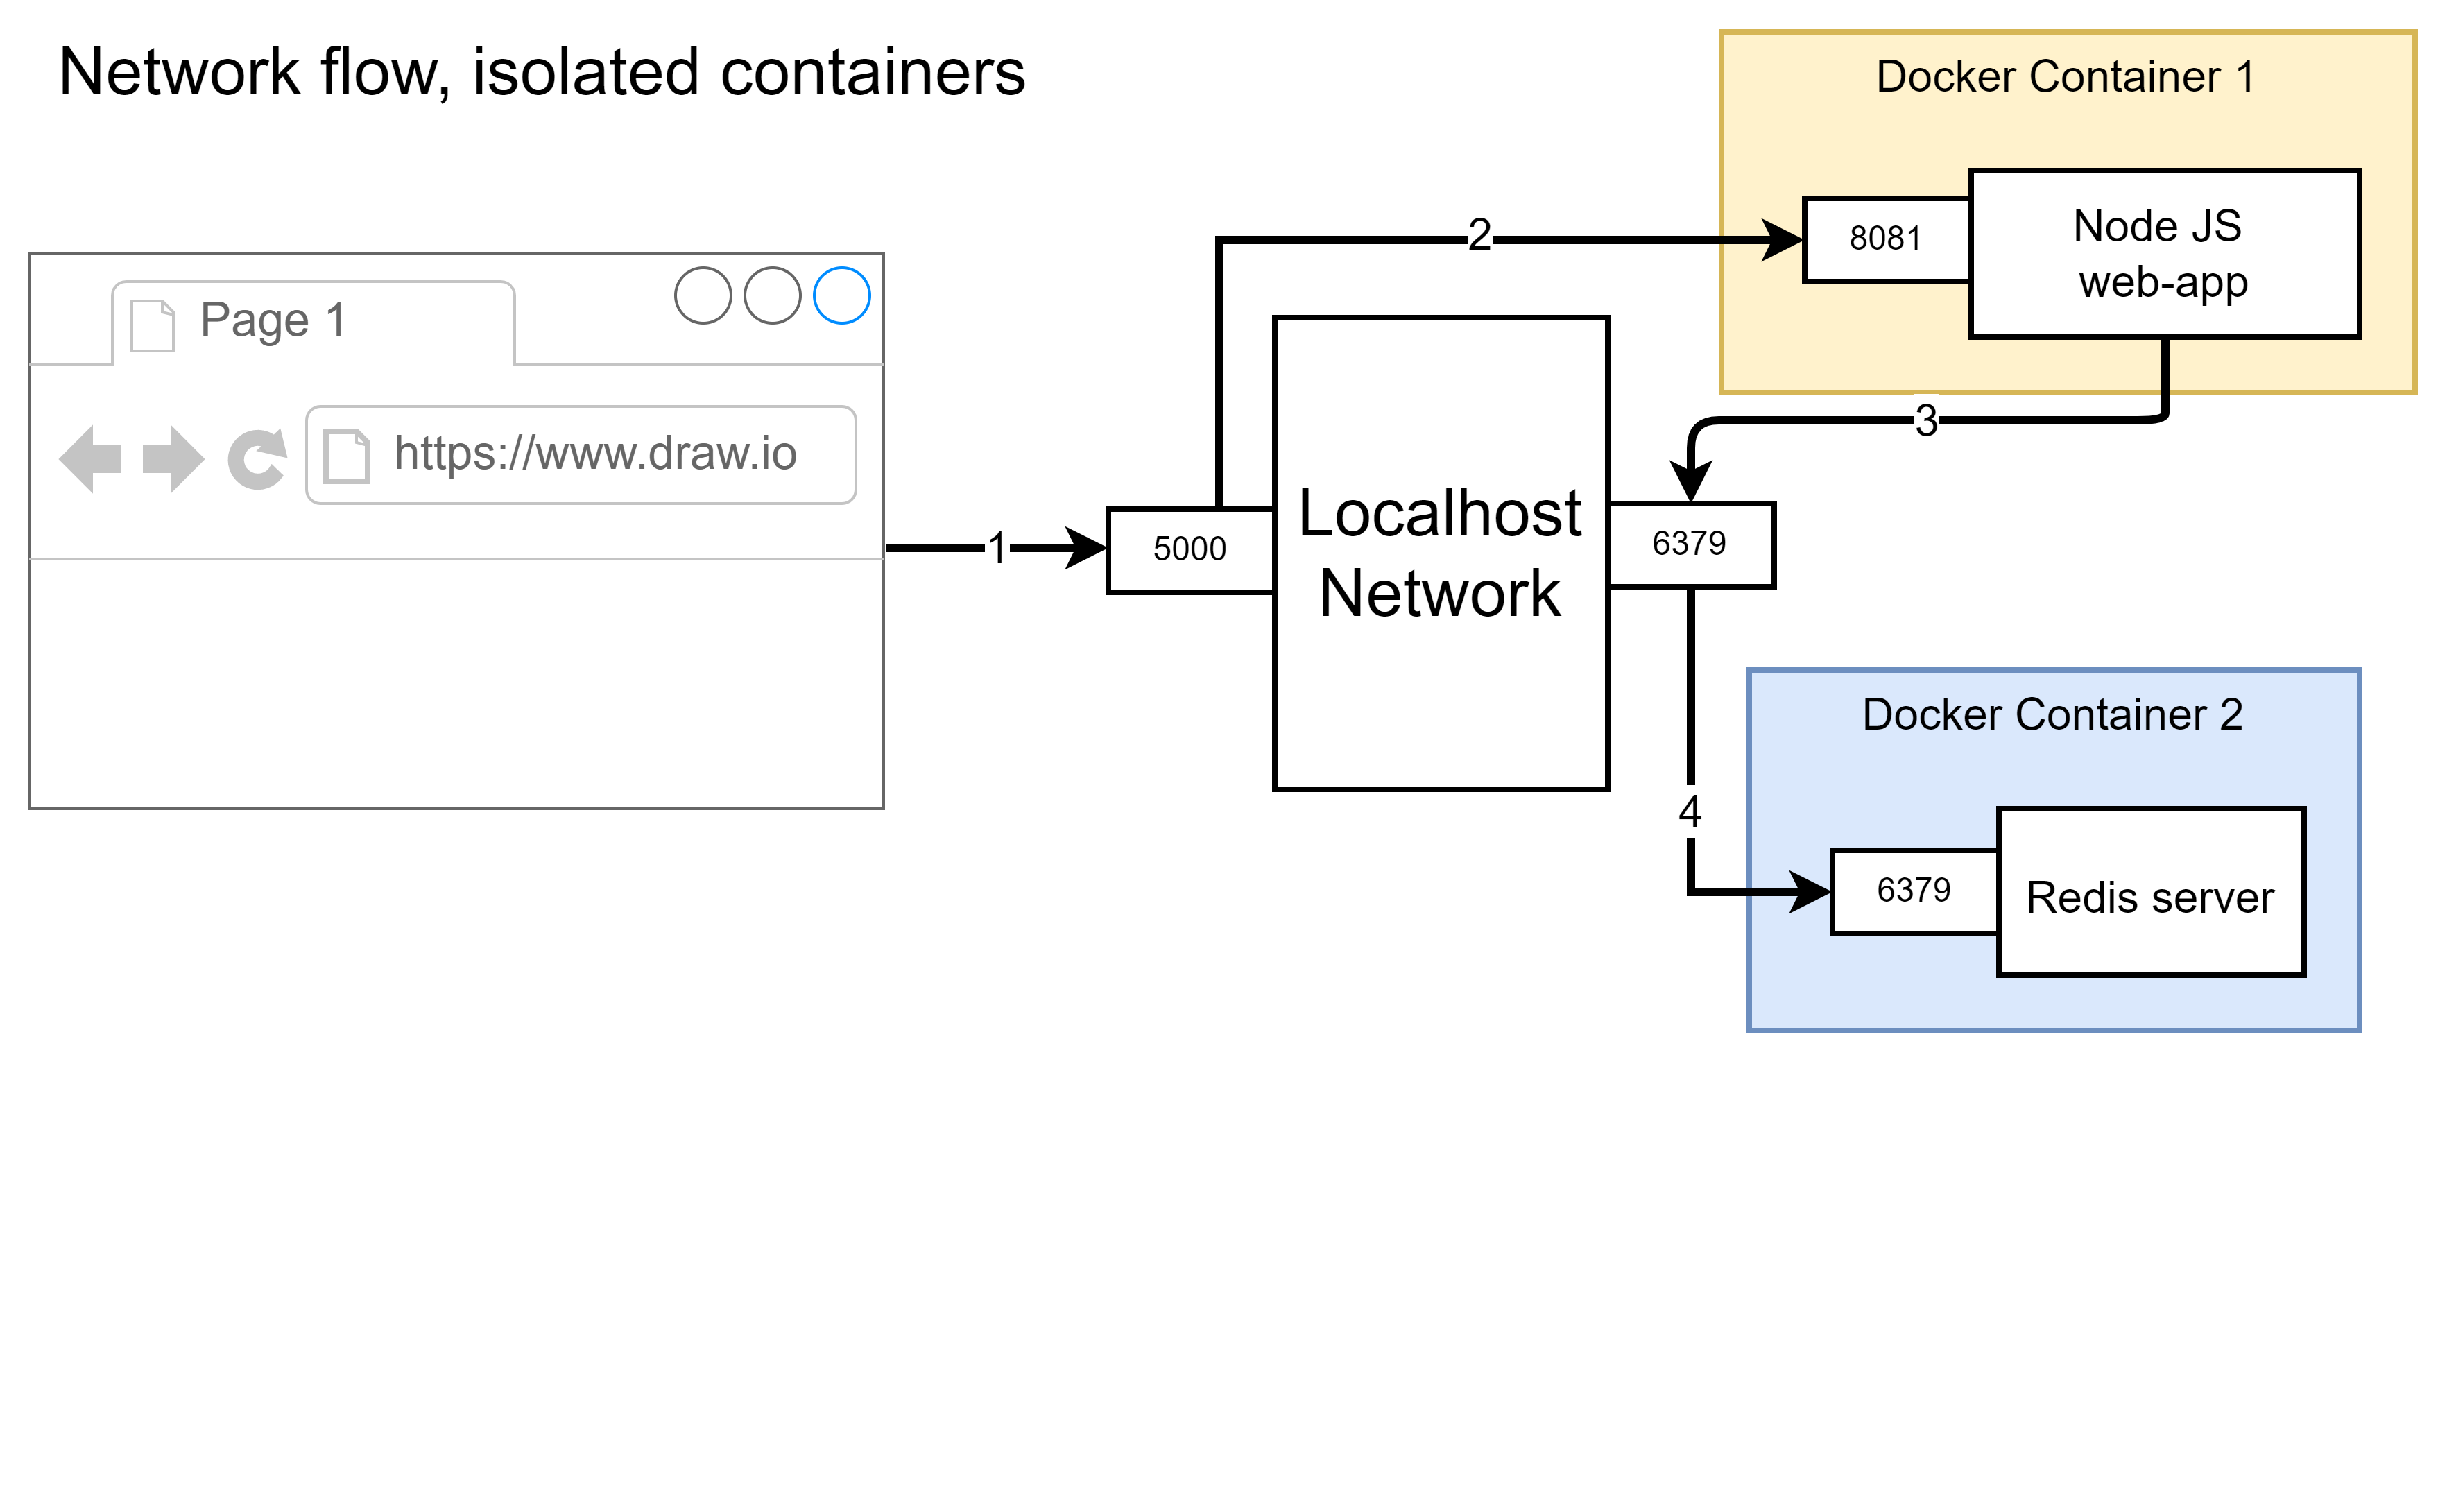 Network flow, isolated containers
Page 1
https://www.draw.io
1
5000
Localhost
Network
2
Docker Container 1
8081
Node JS
web-app
3
6379
4
Docker Container 2
6379
Redis server